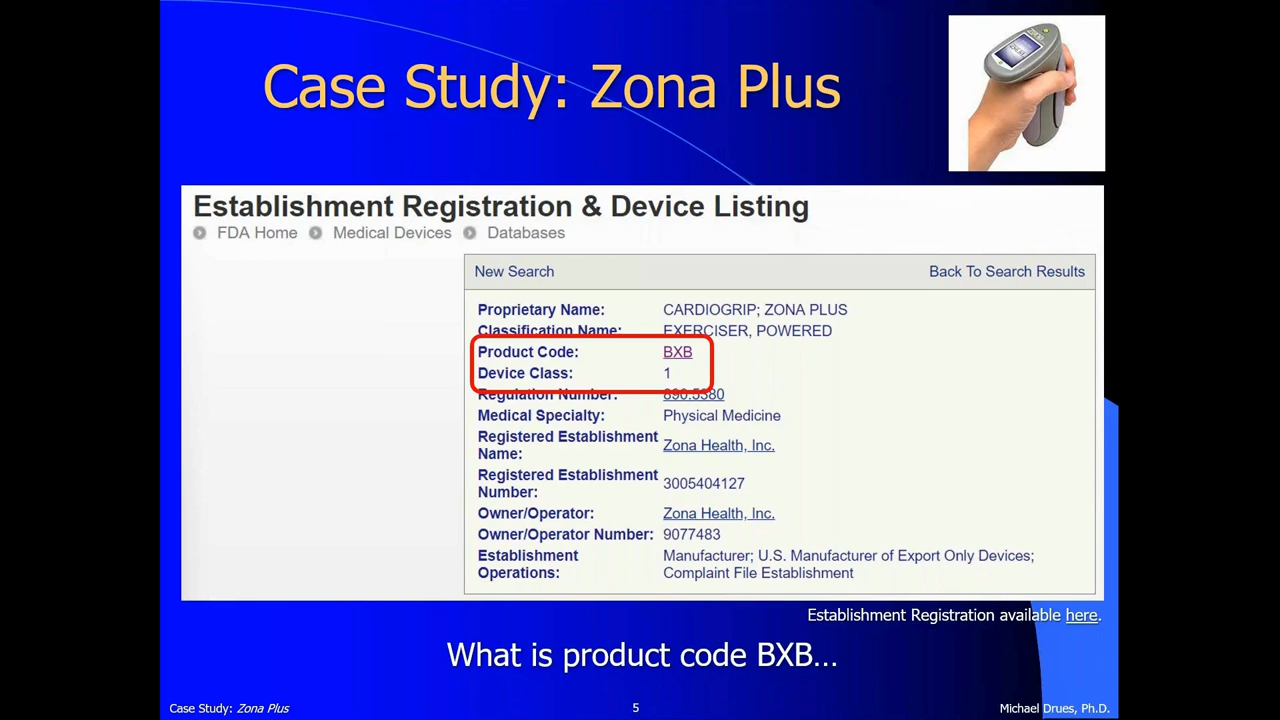 Case Study: Zona Plus
Establishment Registration & Device Listing
FDA Home Medical Devices Databases
New Search Back To Search Results
Proprietary Name: CARDIOGRIP; ZONA PLUS
Classification Name: EXERCISER, POWERED
Product Code: BXB
Device Class: 1
Regulation Number: 890.5380
Medical Specialty: Physical Medicine
Registered Establishment Name: Zona Health, Inc.
Registered Establishment Number: 3005404127
Owner/Operator: Zona Health, Inc.
Owner/Operator Number: 9077483
Establishment Operations: Manufacturer; U.S. Manufacturer of Export Only Devices;
Complaint File Establishment
Establishment Registration available here.
What is product code BXB...
Case Study: Zona Plus 5 Michael Drues, Ph.D.